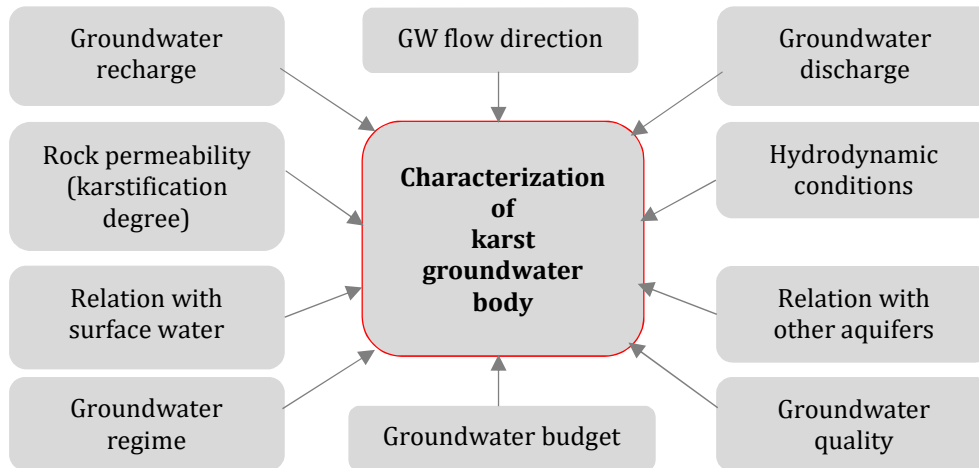 Groundwater
recharge
GW flow direction
Groundwater
discharge
Rock permeability
(karstification
degree)
Characterization
of
karst
groundwater
body
Hydrodynamic
conditions
Relation with
surface water
Relation with
other aquifers
Groundwater
regime
Groundwater budget
Groundwater
quality